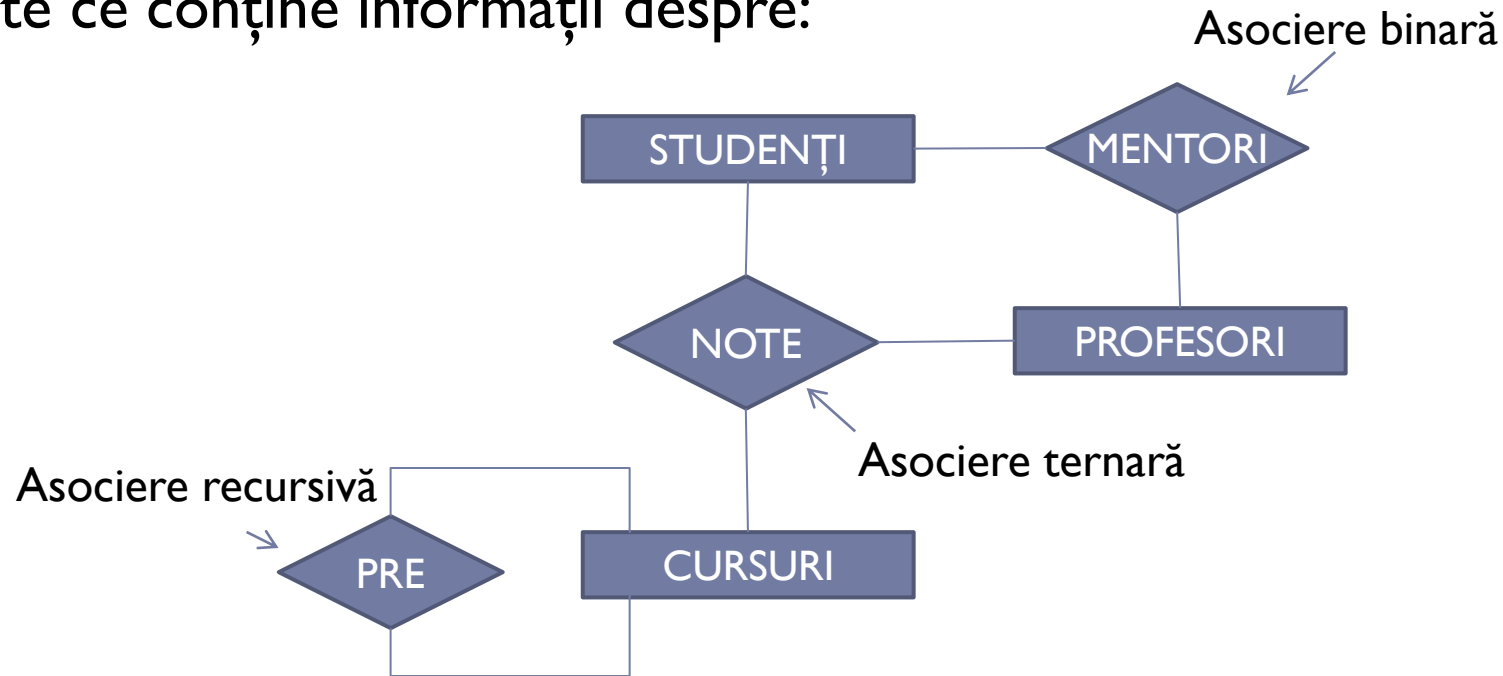 te ce conține informații despre:
Asociere binară
STUDENȚI
MENTORI
NOTE
PROFESORI
Asociere ternară
Asociere recursivă
PRE
CURSURI